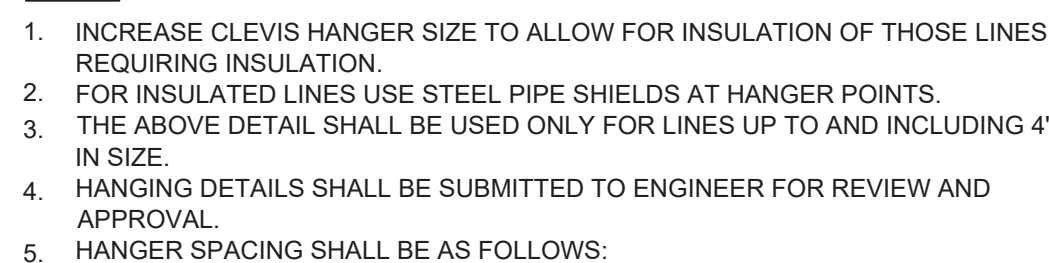 1. INCREASE CLEVIS HANGER SIZE TO ALLOW FOR INSULATION OF THOSE LINES
REQUIRING INSULATION.
2. FOR INSULATED LINES USE STEEL PIPE SHIELDS AT HANGER POINTS.
3. THE ABOVE DETAIL SHALL BE USED ONLY FOR LINES UP TO AND INCLUDING 4'
IN SIZE.
4. HANGING DETAILS SHALL BE SUBMITTED TO ENGINEER FOR REVIEW AND
APPROVAL.
5. HANGER SPACING SHALL BE AS FOLLOWS: